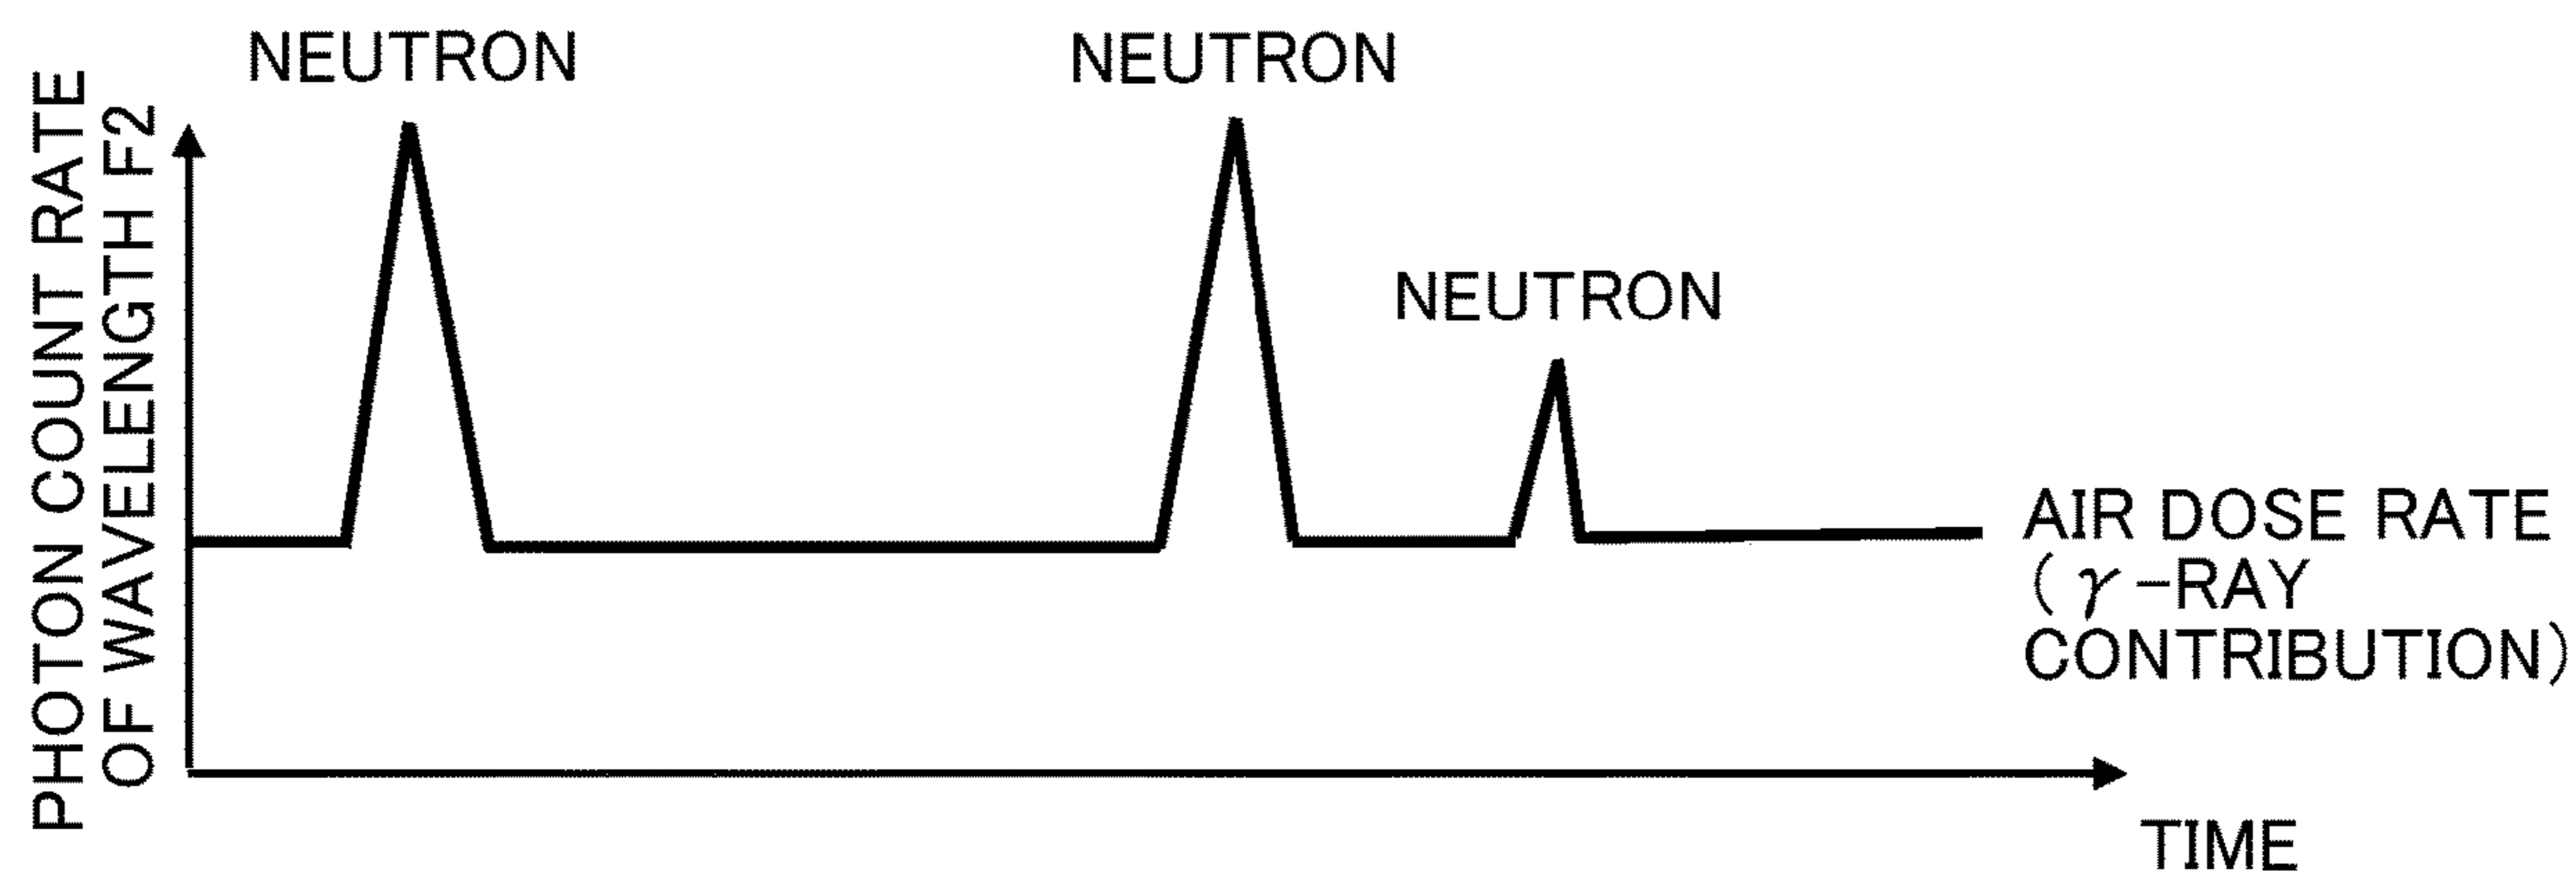 PHOTON COUNT RATE
OF WAVELENGTH F2
NEUTRON
NEUTRON
NEUTRON
AIR DOSE RATE
(γ-RAY
CONTRIBUTION)
TIME